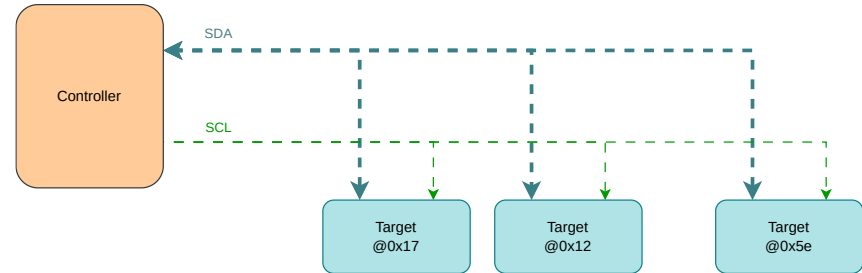 SDA
Controller
SCL
Target
@0x17
Target
@0x12
Target
@0x5e